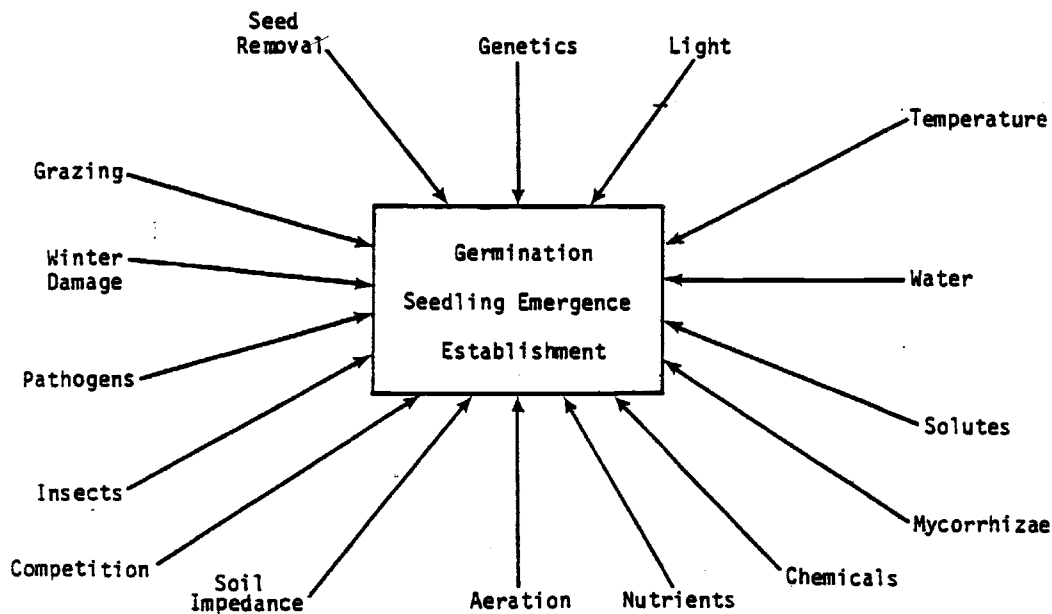 Seed
Removal
Genetics
Light
Temperature
Grazing
Winter
Damage
Germination
Seedling Emergence
Establishment
Water
Pathogens
Solutes
Insects
Mycorrhizae
Competition
Soil
Impedance
Aeration
Nutrients
Chemicals